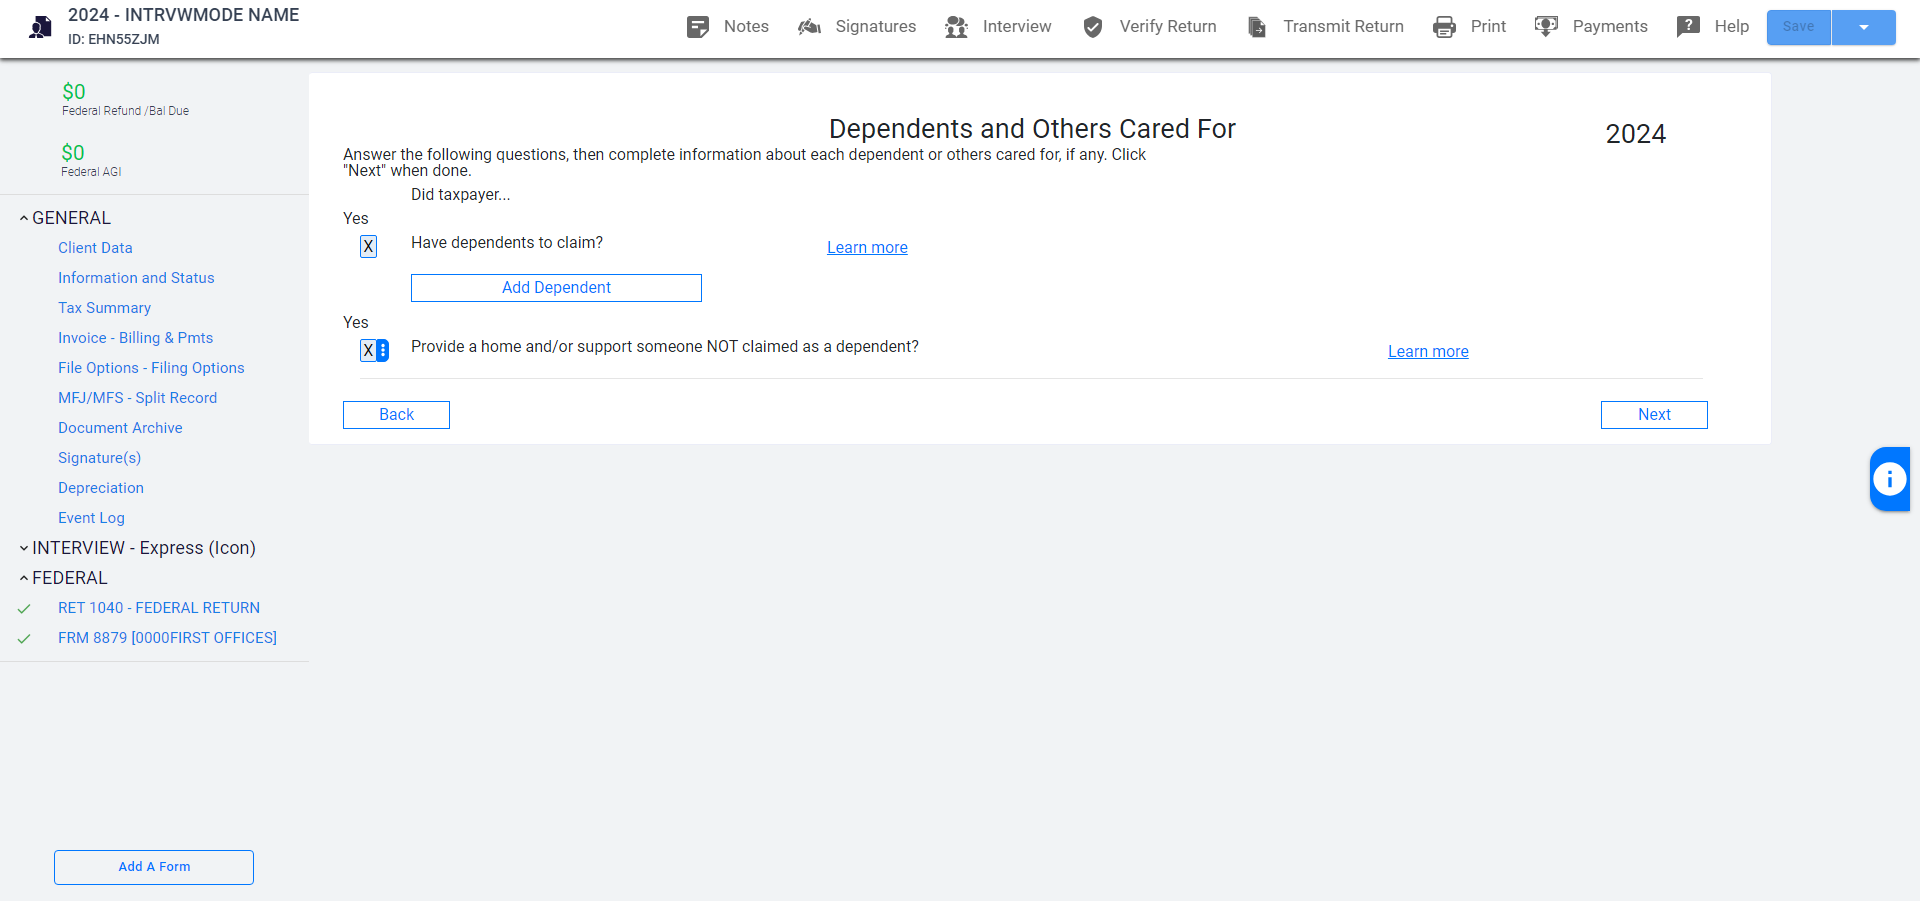 2024 - INTRVWMODE NAME
ID: EHN55ZJM
Notes
Signatures
Interview
Verify Return
Transmit Return
Print
Payments
Help
Save
$0
Federal Refund /Bal Due
$0
Federal AGI
GENERAL
Client Data
Information and Status
Tax Summary
Invoice - Billing & Pmts
File Options - Filing Options
MFJ/MFS - Split Record
Document Archive
Signature(s)
Depreciation
Event Log
INTERVIEW - Express (Icon)
FEDERAL
RET 1040 - FEDERAL RETURN
FRM 8879 [0000FIRST OFFICES]
Add A Form
Dependents and Others Cared For
2024
Answer the following questions, then complete information about each dependent or others cared for, if any. Click
"Next" when done.
Did taxpayer...
Yes
X Have dependents to claim? Learn more
Add Dependent
Yes
X Provide a home and/or support someone NOT claimed as a dependent? Learn more
Back
Next